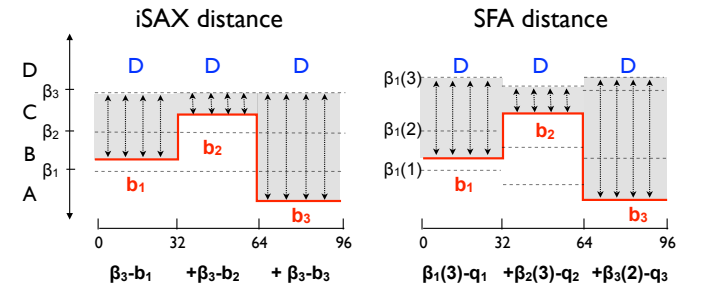 iSAX distance
SFA distance
D
C
B
A
β3
β2
β1
D D D
b1
b2
b3
0 32 64 96
β3-b1 +β3-b2 + β3-b3
β1(3)
β1(2)
β1(1)
D D D
b1
b2
b3
0 32 64 96
β1(3)-q1 +β2(3)-q2 +β3(2)-q3